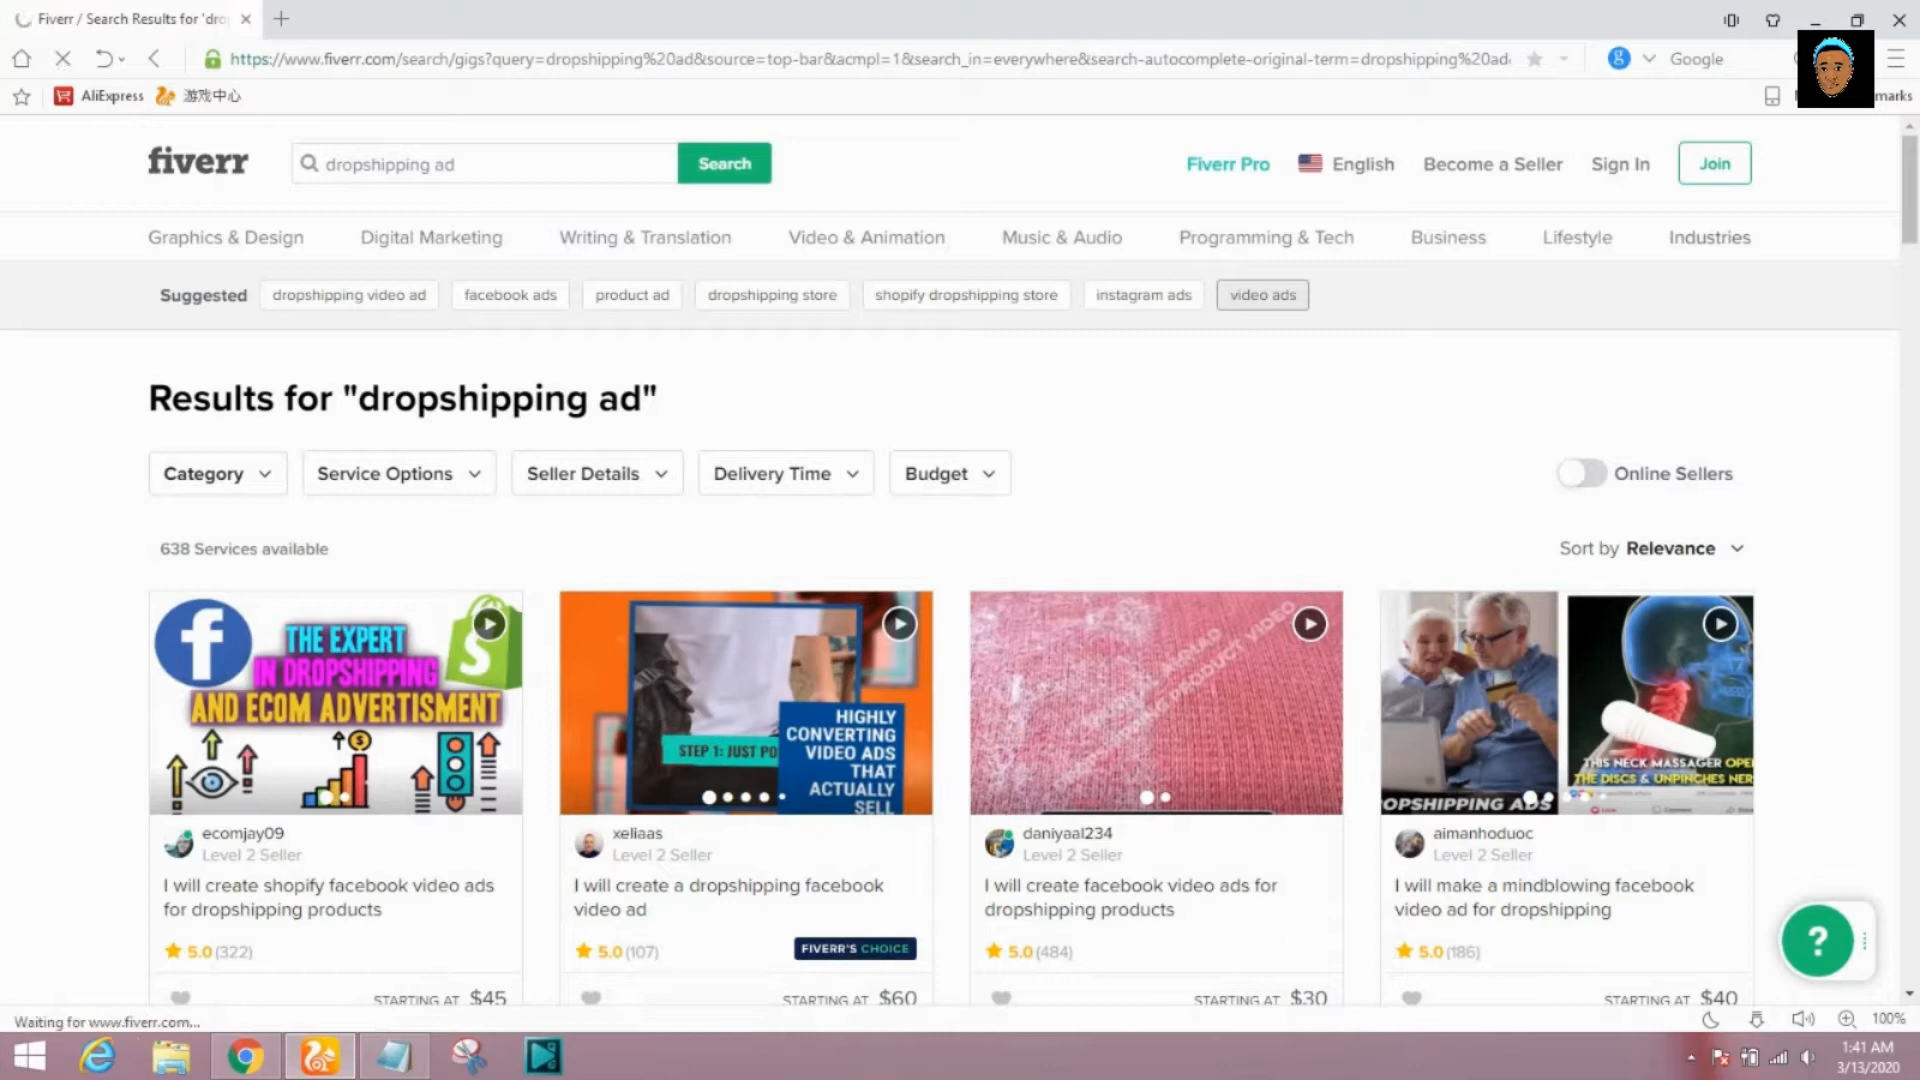 Fiverr / Search Results for 'dro
https://www.fiverr.com/search/gigs?query=dropshipping%20ad&source=top-bar&acmpl=1&search_in=everywhere&search-autocomplete-original-term=dropshipping%20ad
Google
AliExpress 游戏中心
marks
fiverr
dropshipping ad
Search
Fiverr Pro English Become a Seller Sign In Join
Graphics & Design Digital Marketing Writing & Translation Video & Animation Music & Audio Programming & Tech Business Lifestyle Industries
Suggested dropshipping video ad facebook ads product ad dropshipping store shopify dropshipping store instagram ads video ads
Results for "dropshipping ad"
Category Service Options Seller Details Delivery Time Budget Online Sellers
638 Services available Sort by Relevance
THE EXPERT
IN DROPSHIPPING
AND ECOM ADVERTISMENT
ecomjay09
Level 2 Seller
I will create shopify facebook video ads
for dropshipping products
5.0 (322)
STARTING AT $45
STEP 1: JUST PO
HIGHLY
CONVERTING
VIDEO ADS
THAT
ACTUALLY
SELL
xeliaas
Level 2 Seller
I will create a dropshipping facebook
video ad
5.0 (107) FIVERR'S CHOICE
STARTING AT $60
PRODUCT VIDEO
daniyaal234
Level 2 Seller
I will create facebook video ads for
dropshipping products
5.0 (484)
STARTING AT $30
THIS NECK MASSAGER OPE
THE DISCS & UNPINCHES NER
OPSHIPPING ADS
aimanhoduoc
Level 2 Seller
I will make a mindblowing facebook
video ad for dropshipping
5.0 (186)
STARTING AT $40
?
Waiting for www.fiverr.com...
100%
1:41 AM
3/13/2020